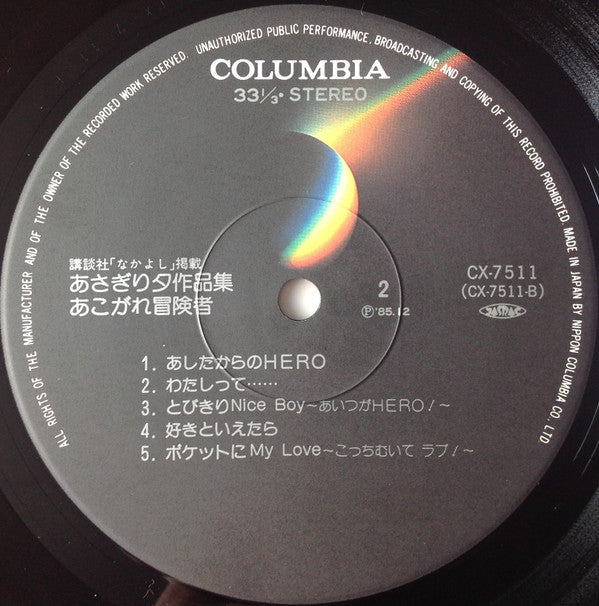 ALL RIGHTS OF THE MANUFACTURER AND OF THE OWNER OF THE RECORDED WORK RESERVED. UNAUTHORIZED PUBLIC PERFORMANCE, BROADCASTING AND COPYING OF THIS RECORD PROHIBITED. MADE IN JAPAN BY NIPPON COLUMBIA CO. LTD.
COLUMBIA
33⅓• STEREO
講談社「なかよし」掲載
あさぎり夕作品集
あこがれ冒険者
2
Ⓟ'85.12
CX-7511
(CX-7511-B)
JASRAC
1. あしたからのHERO
2. わたしって……
3. とびきりNice Boy~あいつがHERO!~
4. 好きといえたら
5. ポケットにMy Love~こっちむいて ラブ!~